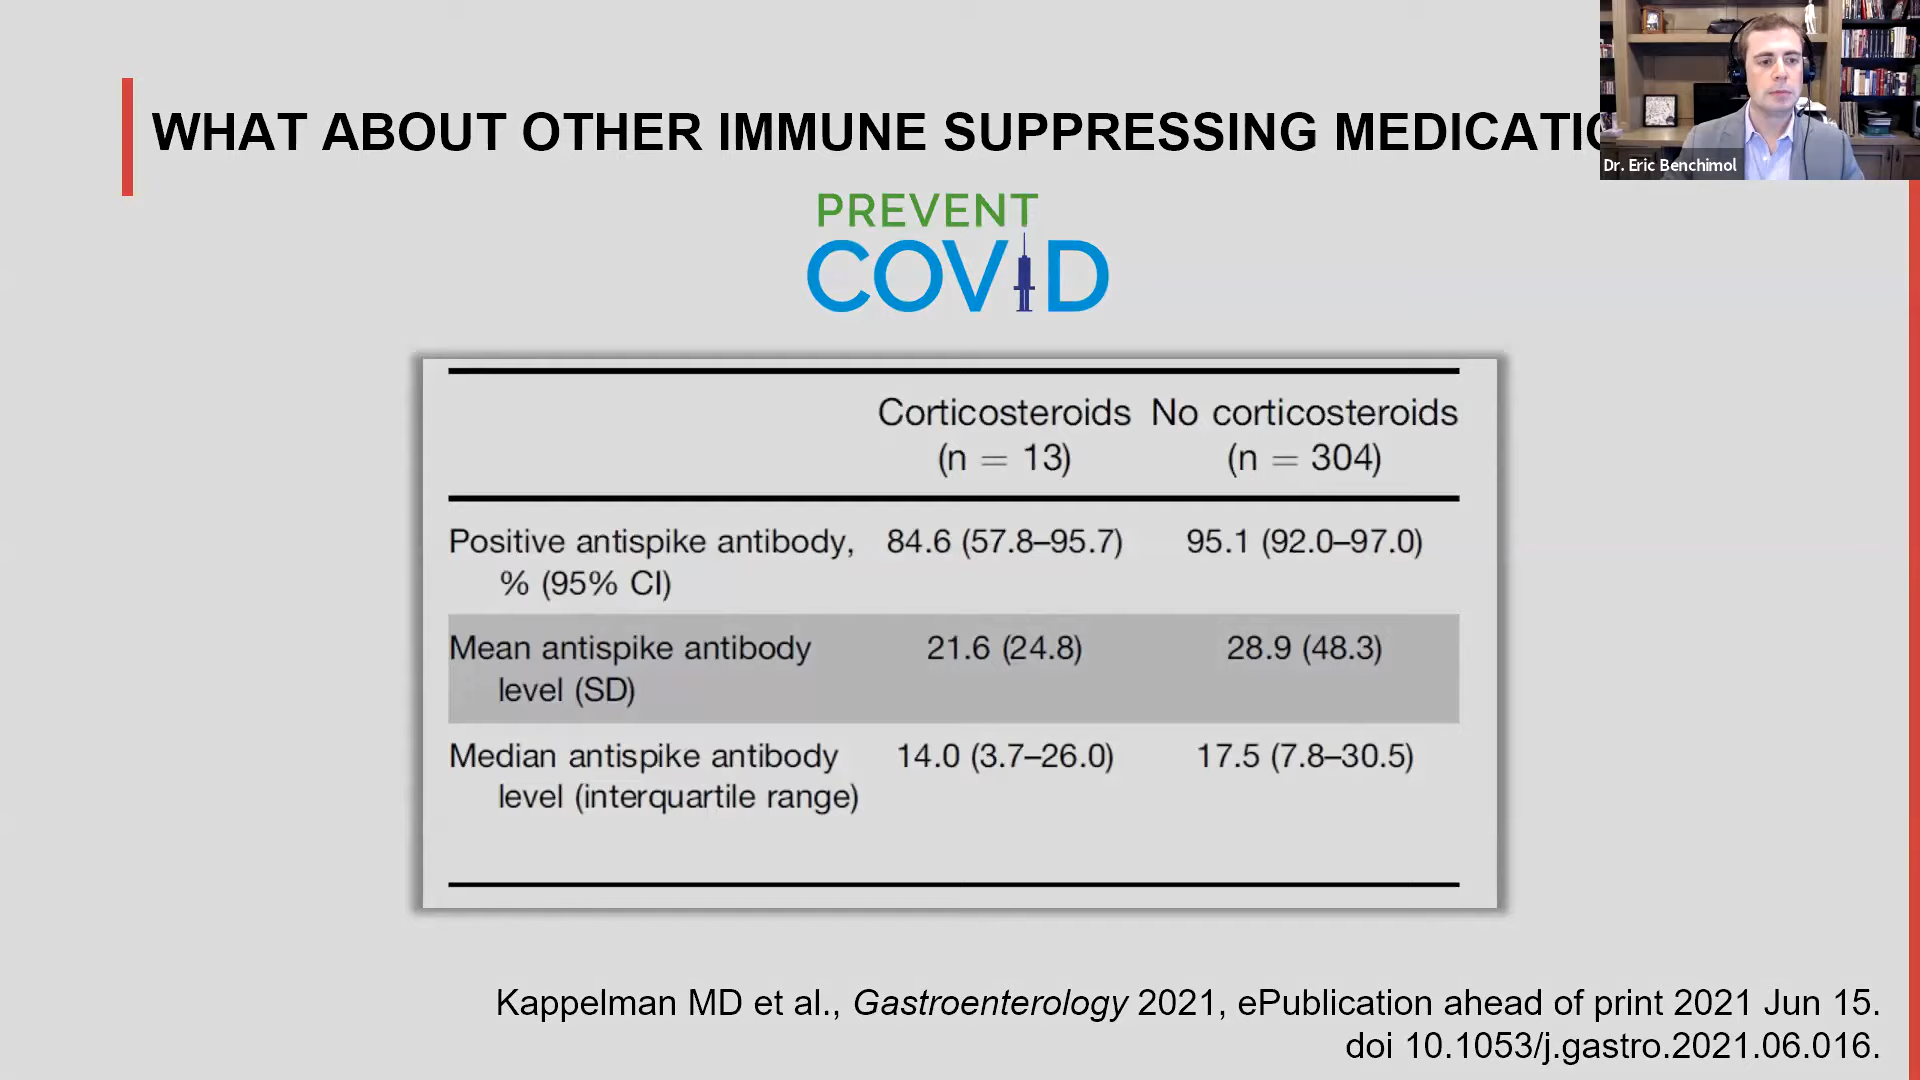 WHAT ABOUT OTHER IMMUNE SUPPRESSING
Dr. Eric Benchimol
PREVENT
COVID
Corticosteroids No corticosteroids
(n = 13) (n = 304)
Positive antispike antibody, 84.6 (57.8–95.7) 95.1 (92.0–97.0)
% (95% CI)
Mean antispike antibody 21.6 (24.8) 28.9 (48.3)
level (SD)
Median antispike antibody 14.0 (3.7–26.0) 17.5 (7.8–30.5)
level (interquartile range)
Kappelman MD et al., Gastroenterology 2021, ePublication ahead of print 2021 Jun 15.
doi 10.1053/j.gastro.2021.06.016.